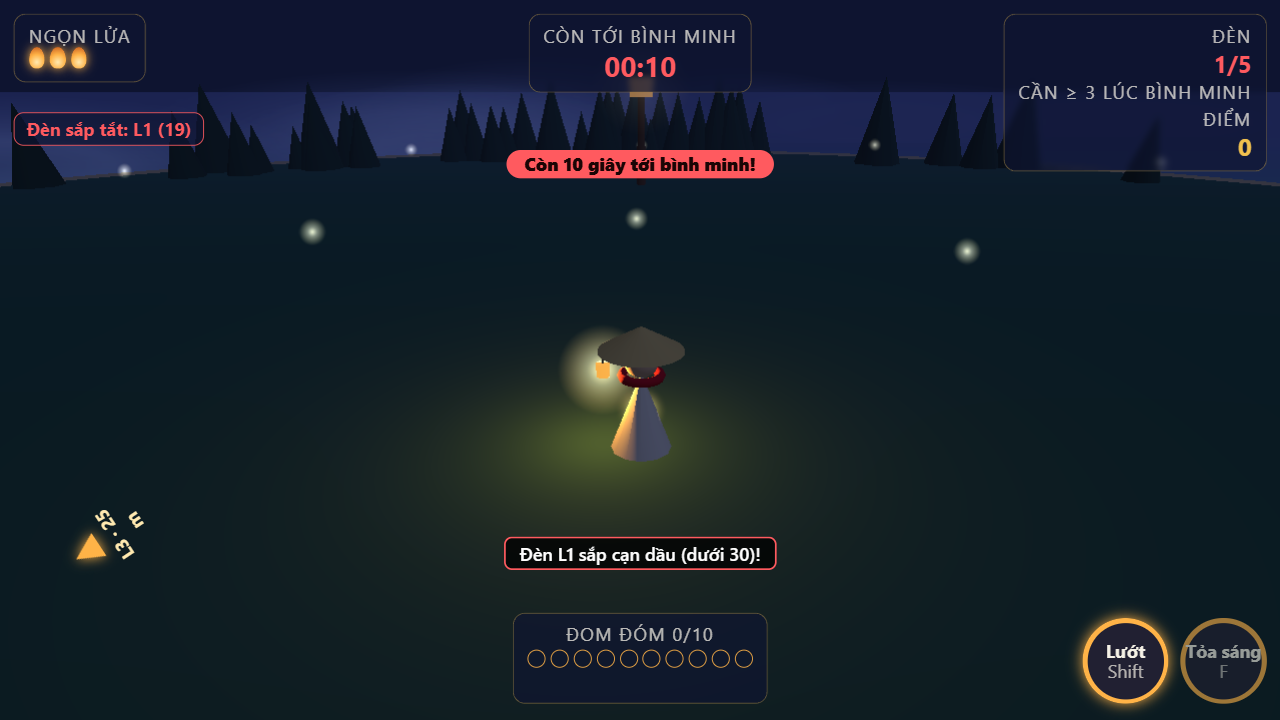 NGỌN LỬA
CÒN TỚI BÌNH MINH
00:10
ĐÈN
1/5
CẦN ≥ 3 LÚC BÌNH MINH
ĐIỂM
0
Đèn sắp tắt: L1 (19)
Còn 10 giây tới bình minh!
L3 · 25 m
Đèn L1 sắp cạn dầu (dưới 30)!
ĐOM ĐÓM 0/10
Lướt
Shift
Tỏa sáng
F